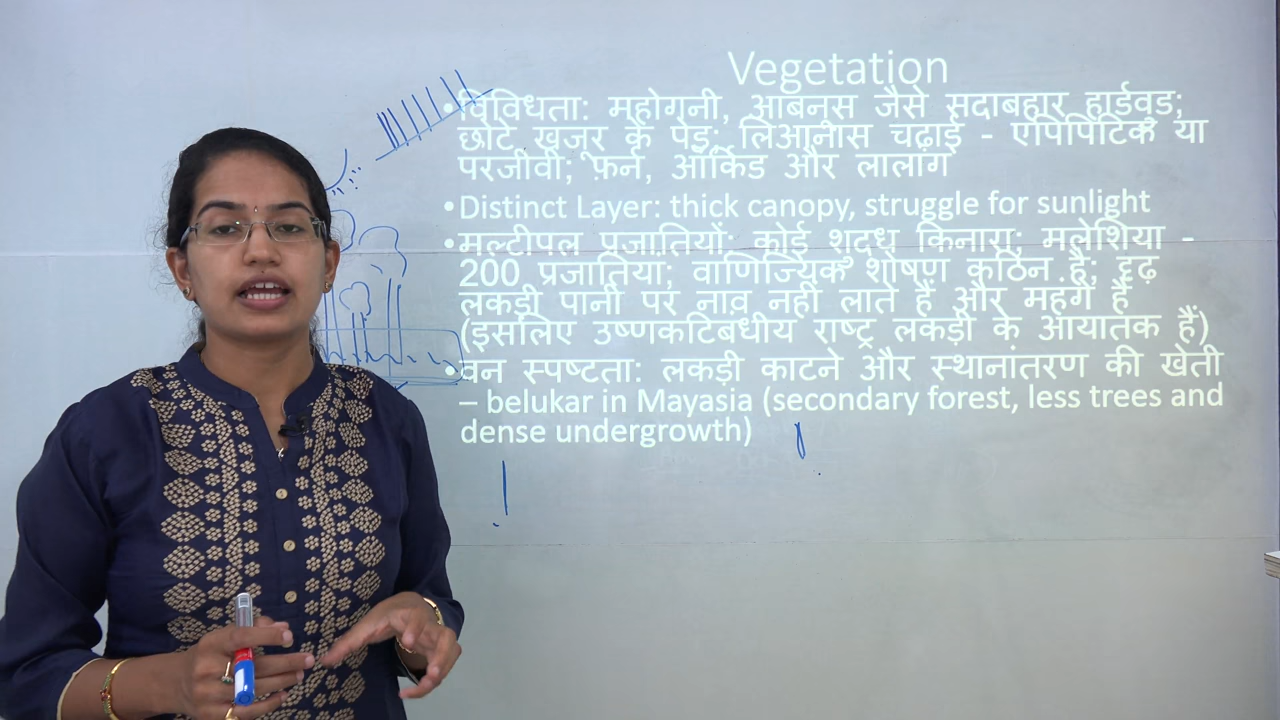 Vegetation
•विविधता: महोगनी, आबनूस जैसे सदाबहार हार्डवुड;
छोटे खजूर के पेड़; लिआनास चढ़ाई - एपिपिटिक या
परजीवी; फ़र्न, ऑर्किड और लालांग
•Distinct Layer: thick canopy, struggle for sunlight
•मल्टीपल प्रजातियों: कोई शुद्ध किनारा; मलेशिया -
200 प्रजातियां; वाणिज्यिक शोषण कठिन है; दृढ़
लकड़ी पानी पर नाव नहीं लाते हैं और महंगे हैं
(इसलिए उष्णकटिबंधीय राष्ट्र लकड़ी के आयातक हैं)
•वन स्पष्टता: लकड़ी काटने और स्थानांतरण की खेती
– belukar in Mayasia (secondary forest, less trees and
dense undergrowth)